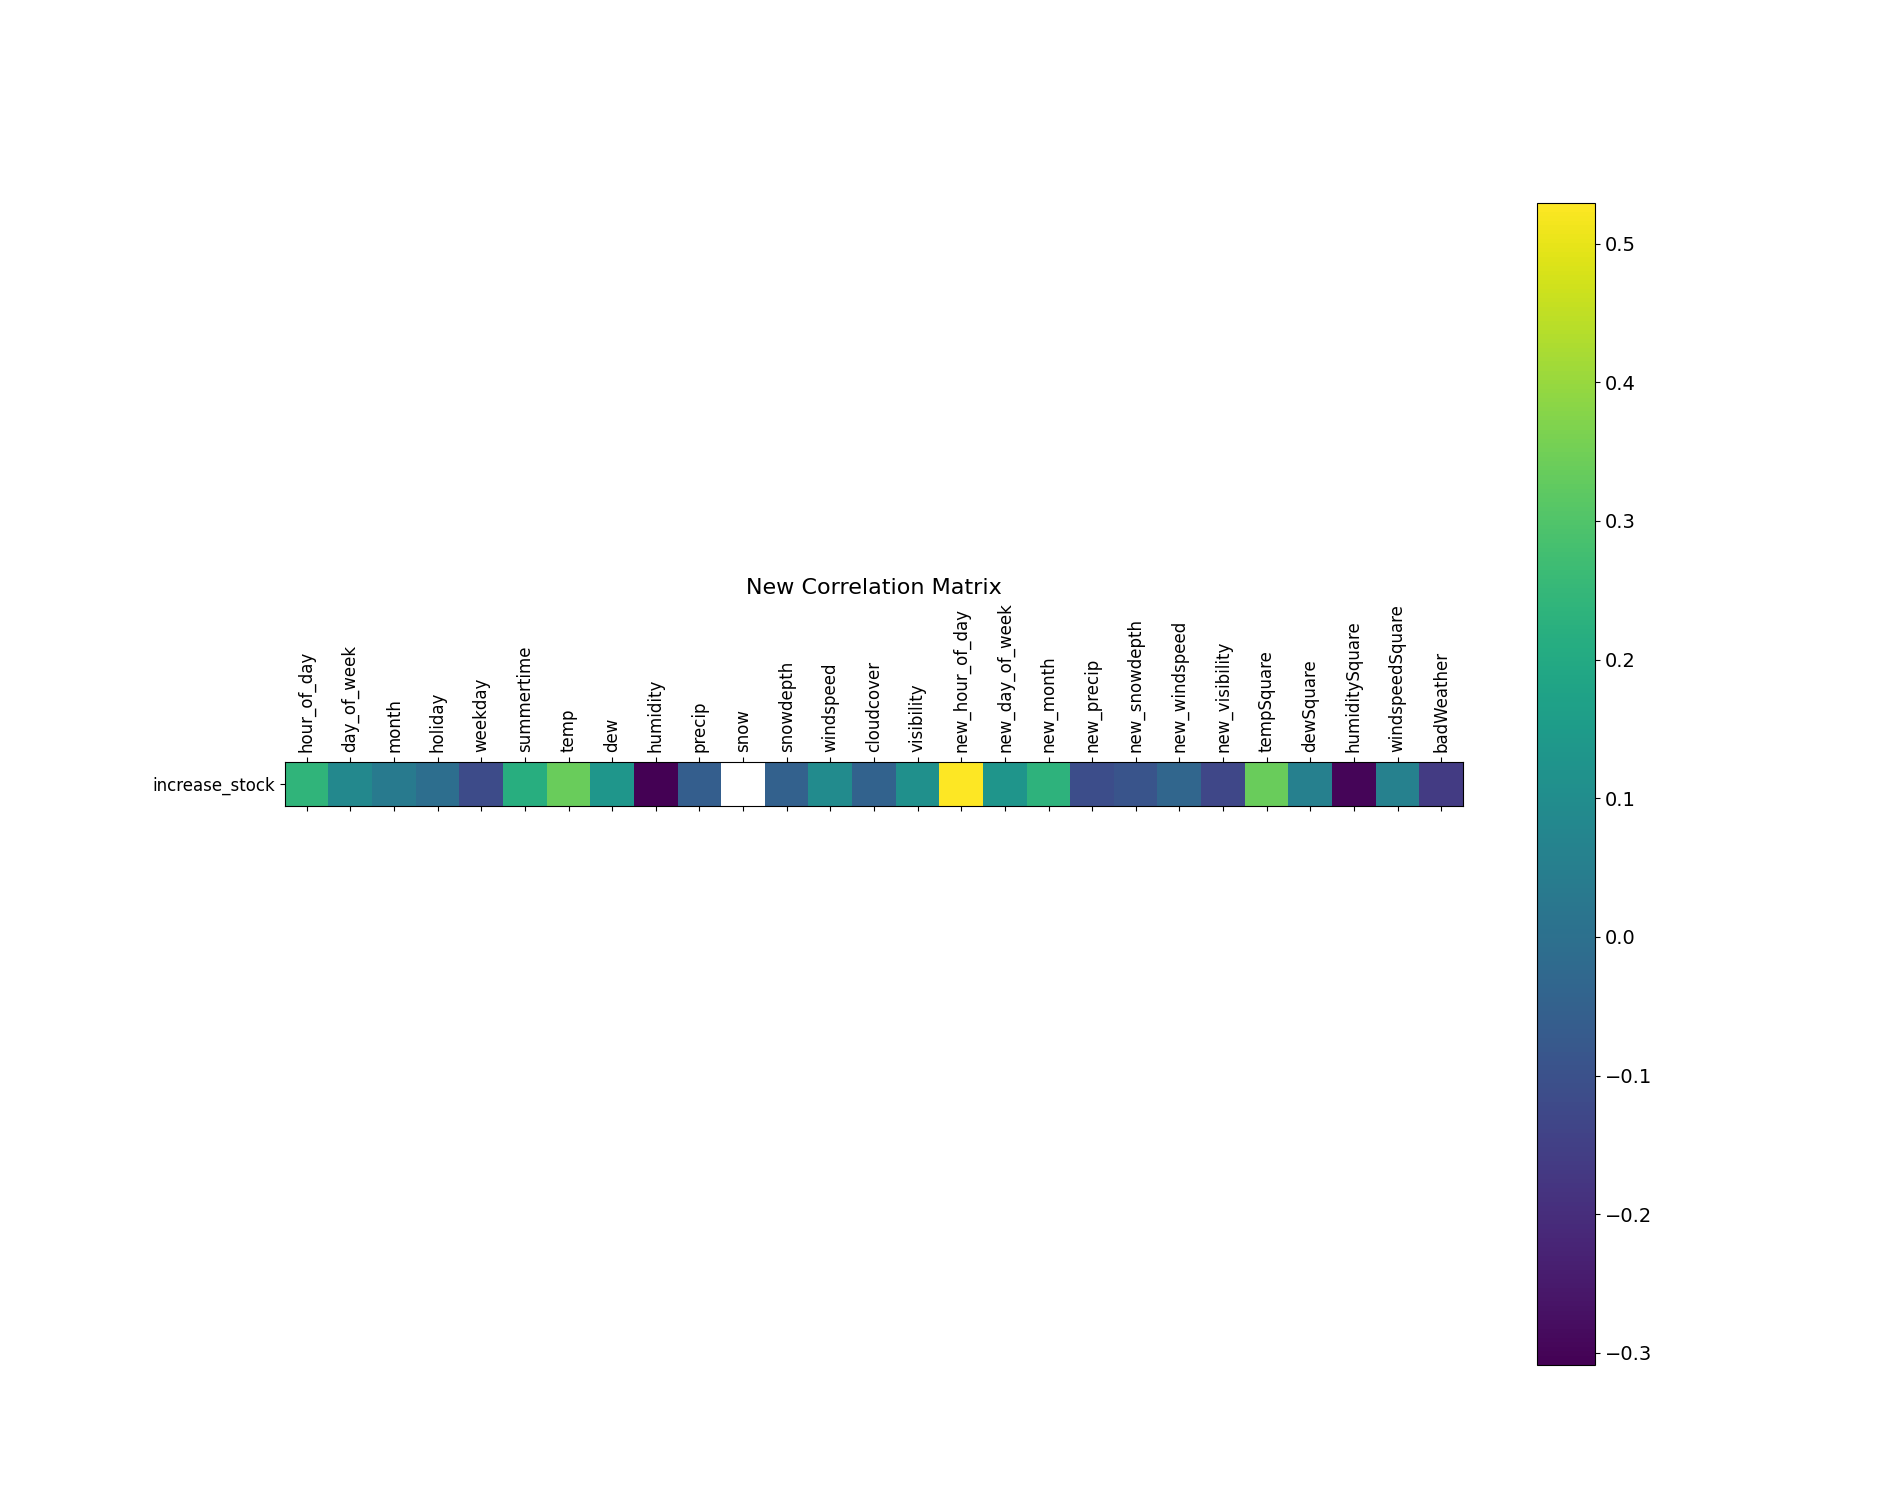 New Correlation Matrix
hour_of_day
day_of_week
month
holiday
weekday
summertime
temp
dew
humidity
precip
snow
snowdepth
windspeed
cloudcover
visibility
new_hour_of_day
new_day_of_week
new_month
new_precip
new_snowdepth
new_windspeed
new_visibility
tempSquare
dewSquare
humiditySquare
windspeedSquare
badWeather
increase_stock
0.5
0.4
0.3
0.2
0.1
0.0
−0.1
−0.2
−0.3